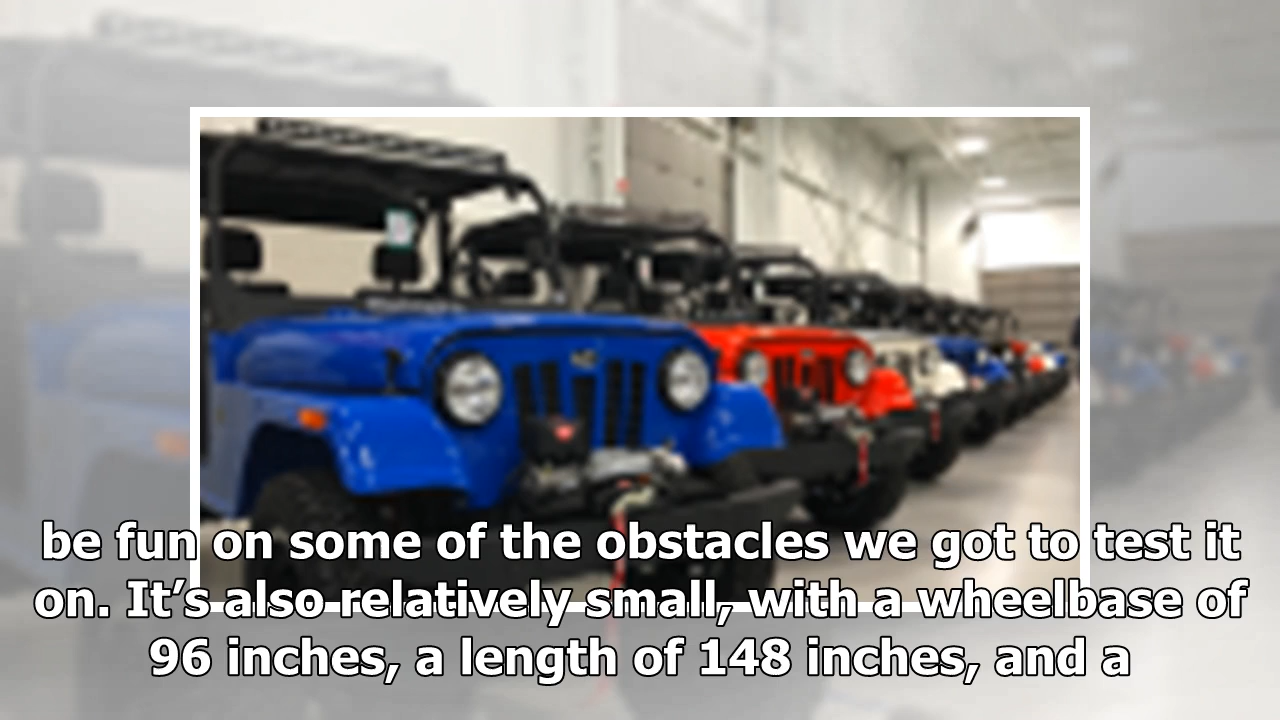 be fun on some of the obstacles we got to test it
on. It’s also relatively small, with a wheelbase of
96 inches, a length of 148 inches, and a